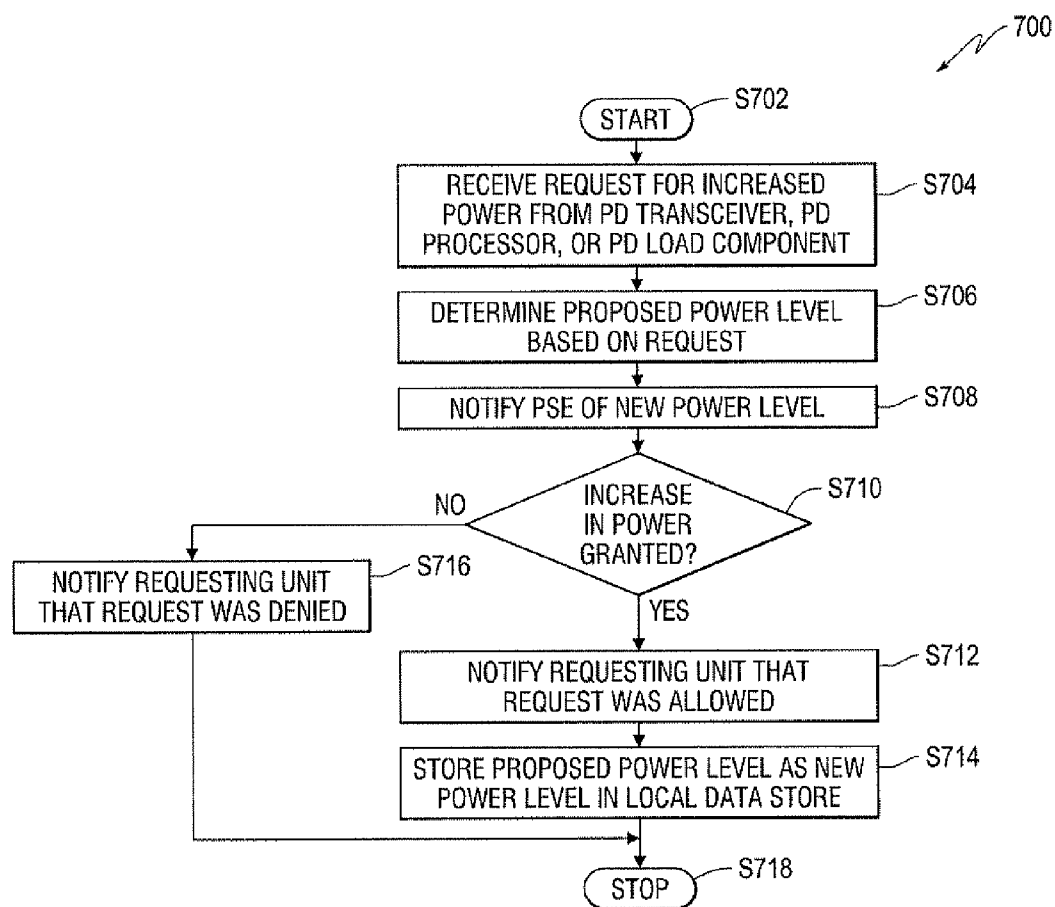 700
START
S702
RECEIVE REQUEST FOR INCREASED
POWER FROM PD TRANSCEIVER, PD
PROCESSOR, OR PD LOAD COMPONENT
S704
DETERMINE PROPOSED POWER LEVEL
BASED ON REQUEST
S706
NOTIFY PSE OF NEW POWER LEVEL
S708
INCREASE
IN POWER
GRANTED?
S710
NO
NOTIFY REQUESTING UNIT
THAT REQUEST WAS DENIED
S716
YES
NOTIFY REQUESTING UNIT THAT
REQUEST WAS ALLOWED
S712
STORE PROPOSED POWER LEVEL AS NEW
POWER LEVEL IN LOCAL DATA STORE
S714
STOP
S718